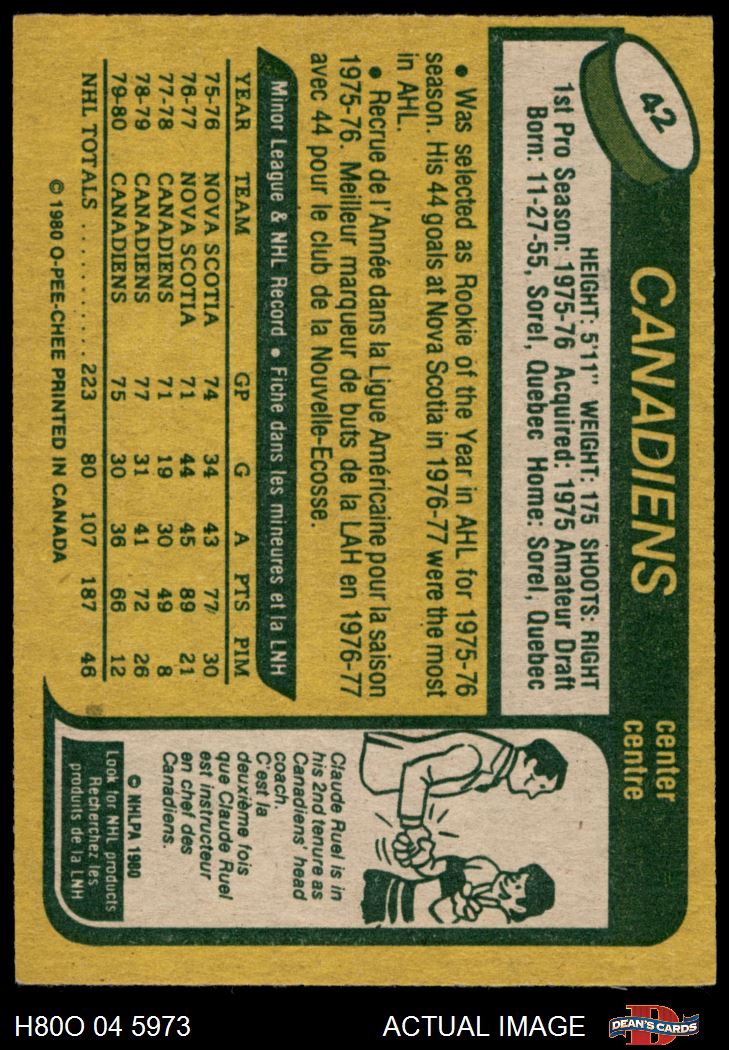 42
CANADIENS
center
centre
HEIGHT: 5'11" WEIGHT: 175 SHOOTS: RIGHT
1st Pro Season: 1975-76 Acquired: 1975 Amateur Draft
Born: 11-27-55, Sorel, Quebec Home: Sorel, Quebec
• Was selected as Rookie of the Year in AHL for 1975-76
season. His 44 goals at Nova Scotia in 1976-77 were the most
in AHL.
• Recrue de l'Année dans la Ligue Américaine pour la saison
1975-76. Meilleur marqueur de buts de la LAH en 1976-77
avec 44 pour le club de la Nouvelle-Ecosse.
Minor League & NHL Record • Fiche dans les mineures et la LNH
YEAR TEAM GP G A PTS PIM
75-76 NOVA SCOTIA 74 34 43 77 30
76-77 NOVA SCOTIA 71 44 45 89 21
77-78 CANADIENS 71 19 30 49 8
78-79 CANADIENS 77 31 41 72 26
79-80 CANADIENS 75 30 36 66 12
NHL TOTALS ........... 223 80 107 187 46
© 1980 O-PEE-CHEE PRINTED IN CANADA
Claude Ruel is in
his 2nd tenure as
Canadiens' head
coach.
C'est la
deuxième fois
que Claude Ruel
est instructeur
en chef des
Canadiens.
© NHLPA 1980
Look for NHL products
Recherchez les
produits de la LNH
H80O 04 5973
ACTUAL IMAGE
D
DEAN'S CARDS